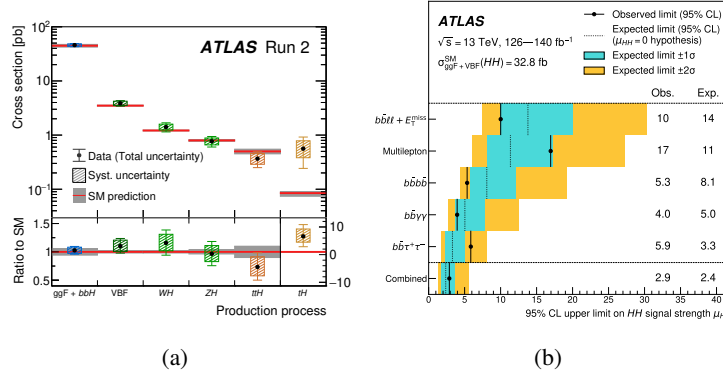 ATLAS Run 2
Cross section [pb]
10²
10
1
10⁻¹
Data (Total uncertainty)
Syst. uncertainty
SM prediction
Ratio to SM
1.5
1.0
0.5
10
0
−10
ggF + bbH VBF WH ZH ttH tH
Production process
(a)
ATLAS
√s = 13 TeV, 126—140 fb⁻¹
σ^SM_ggF+VBF(HH) = 32.8 fb
Observed limit (95% CL)
Expected limit (95% CL)
(μHH = 0 hypothesis)
Expected limit ±1σ
Expected limit ±2σ
Obs. Exp.
bb̄ℓℓ + E_T^miss 10 14
Multilepton 17 11
bb̄bb̄ 5.3 8.1
bb̄γγ 4.0 5.0
bb̄τ⁺τ⁻ 5.9 3.3
Combined 2.9 2.4
0 5 10 15 20 25 30 35 40
95% CL upper limit on HH signal strength μ
(b)